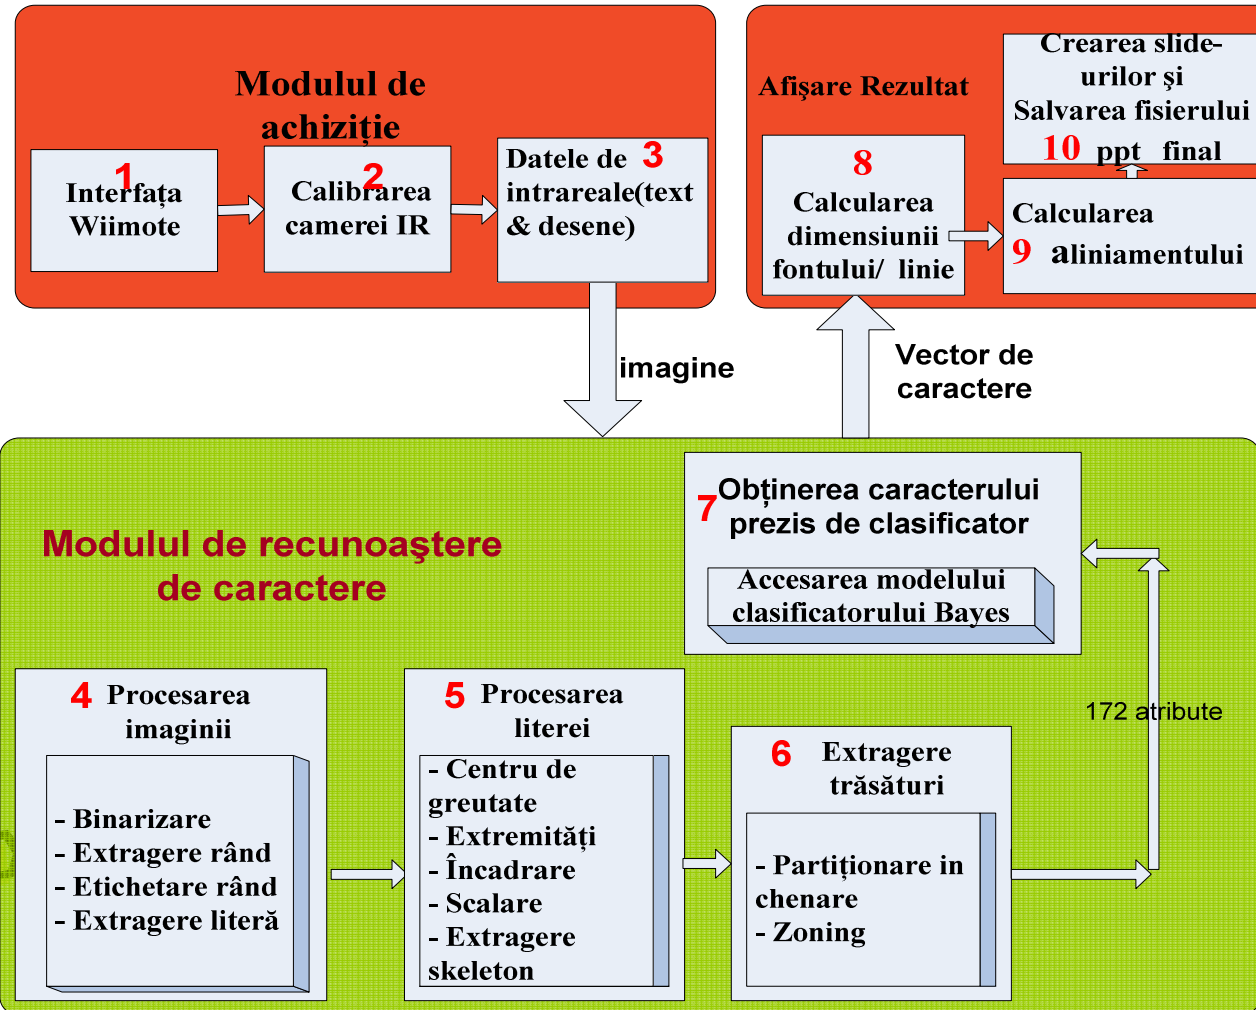 Modulul de
achiziție
1
Interfața
Wiimote
2
Calibrarea
camerei IR
Datele de 3
intrareale(text
& desene)
Afişare Rezultat
8
Calcularea
dimensiunii
fontului/ linie
Calcularea
9 aliniamentului
Crearea slide-
urilor şi
Salvarea fisierului
10 ppt final
imagine
Vector de
caractere
Modulul de recunoaştere
de caractere
4 Procesarea
imaginii
- Binarizare
- Extragere rând
- Etichetare rând
- Extragere literă
5 Procesarea
literei
- Centru de
greutate
- Extremități
- Încadrare
- Scalare
- Extragere
skeleton
6 Extragere
trăsături
- Partiționare in
chenare
- Zoning
172 atribute
7 Obținerea caracterului
prezis de clasificator
Accesarea modelului
clasificatorului Bayes